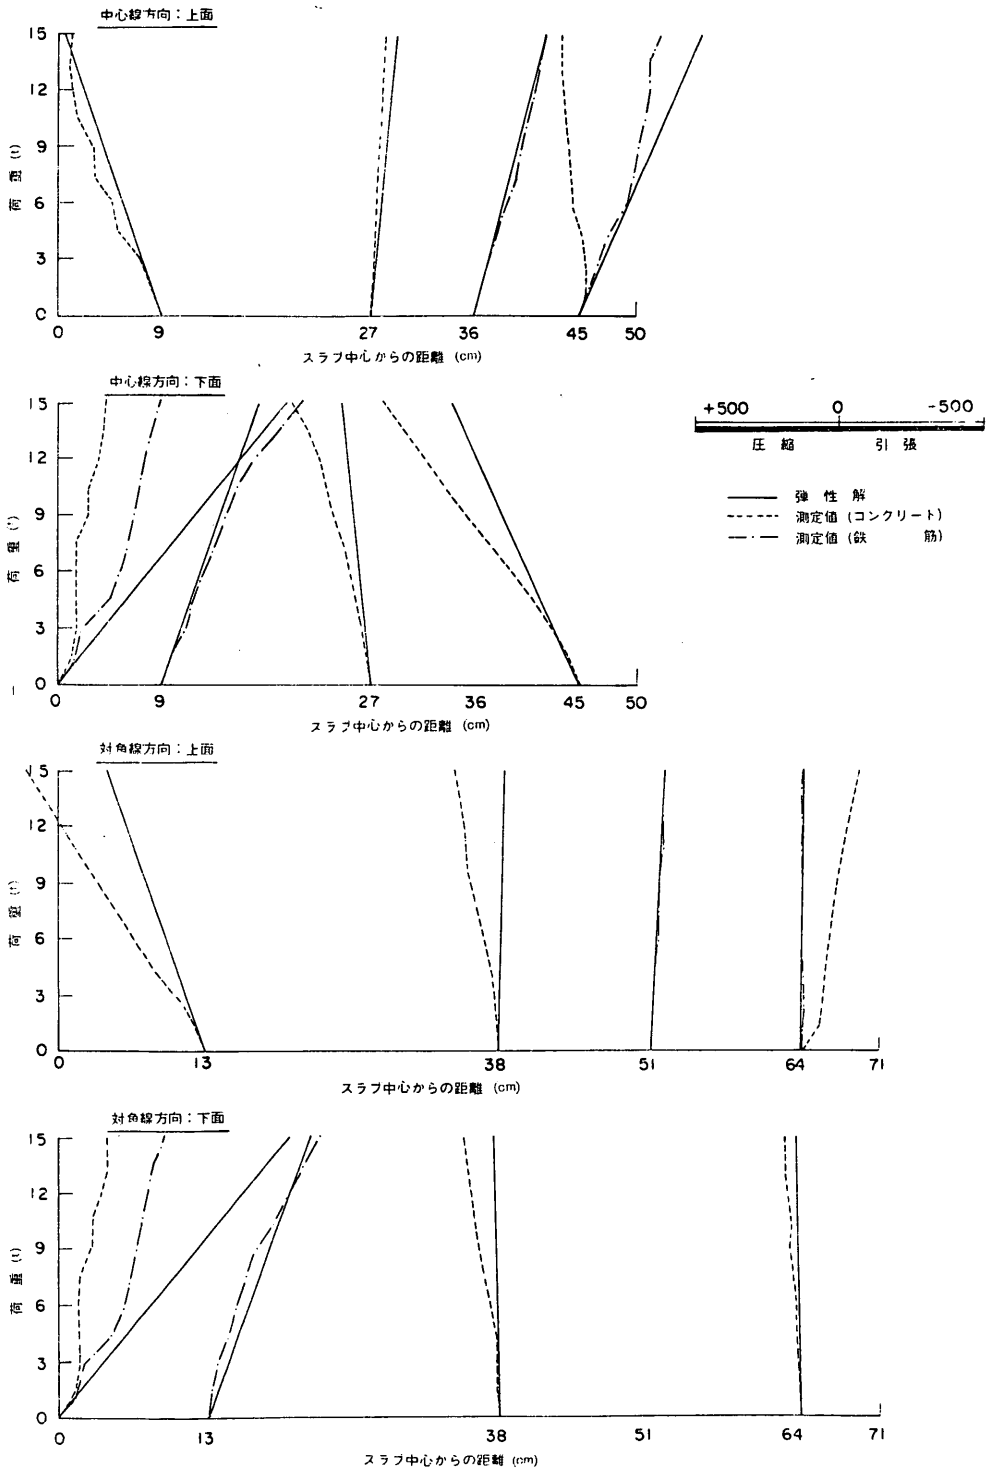 中心線方向：上面
15
12
9
6
3
0
荷重 (t)
0 9 27 36 45 50
スラブ中心からの距離 (cm)
中心線方向：下面
15
12
9
6
3
0
荷重
0 9 27 36 45 50
スラブ中心からの距離 (cm)
+500 0 -500
圧縮 引張
弾性解
測定値 (コンクリート)
測定値 (鉄筋)
対角線方向：上面
15
12
9
6
3
0
荷重 (t)
0 13 38 51 64 71
スラブ中心からの距離 (cm)
対角線方向：下面
15
12
9
6
3
0
荷重 (t)
0 13 38 51 64 71
スラブ中心からの距離 (cm)